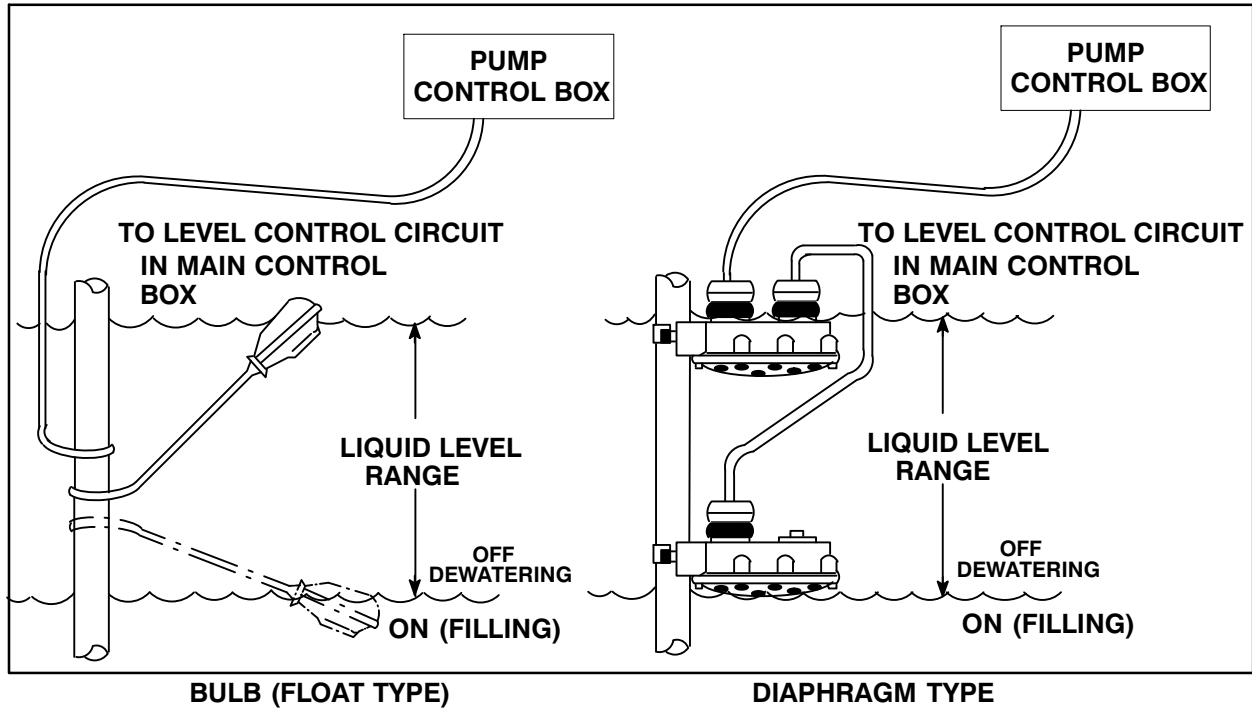 PUMP
CONTROL BOX
TO LEVEL CONTROL CIRCUIT
IN MAIN CONTROL
BOX
LIQUID LEVEL
RANGE
OFF
DEWATERING
ON (FILLING)
BULB (FLOAT TYPE)
PUMP
CONTROL BOX
TO LEVEL CONTROL CIRCUIT
IN MAIN CONTROL
BOX
LIQUID LEVEL
RANGE
OFF
DEWATERING
ON (FILLING)
DIAPHRAGM TYPE